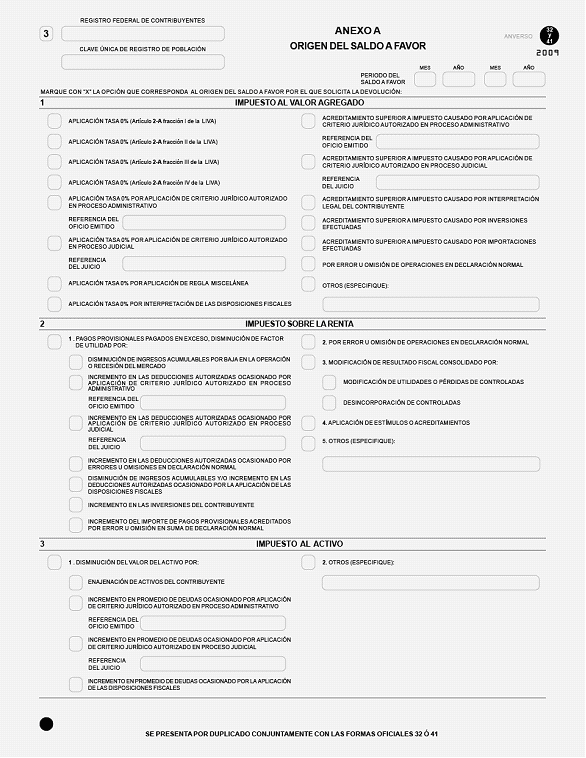 REGISTRO FEDERAL DE CONTRIBUYENTES
3
CLAVE ÚNICA DE REGISTRO DE POBLACIÓN
ANEXO A
ORIGEN DEL SALDO A FAVOR
ANVERSO
32
y
41
2009
MES AÑO MES AÑO
PERIODO DEL
SALDO A FAVOR
MARQUE CON "X" LA OPCIÓN QUE CORRESPONDA AL ORIGEN DEL SALDO A FAVOR POR EL QUE SOLICITA LA DEVOLUCIÓN:
1 IMPUESTO AL VALOR AGREGADO
APLICACIÓN TASA 0% (Artículo 2-A fracción I de la LIVA)
APLICACIÓN TASA 0% (Artículo 2-A fracción II de la LIVA)
APLICACIÓN TASA 0% (Artículo 2-A fracción III de la LIVA)
APLICACIÓN TASA 0% (Artículo 2-A fracción IV de la LIVA)
APLICACIÓN TASA 0% POR APLICACIÓN DE CRITERIO JURÍDICO AUTORIZADO
EN PROCESO ADMINISTRATIVO
REFERENCIA DEL
OFICIO EMITIDO
APLICACIÓN TASA 0% POR APLICACIÓN DE CRITERIO JURÍDICO AUTORIZADO
EN PROCESO JUDICIAL
REFERENCIA
DEL JUICIO
APLICACIÓN TASA 0% POR APLICACIÓN DE REGLA MISCELÁNEA
APLICACIÓN TASA 0% POR INTERPRETACIÓN DE LAS DISPOSICIONES FISCALES
ACREDITAMIENTO SUPERIOR A IMPUESTO CAUSADO POR APLICACIÓN DE
CRITERIO JURÍDICO AUTORIZADO EN PROCESO ADMINISTRATIVO
REFERENCIA DEL
OFICIO EMITIDO
ACREDITAMIENTO SUPERIOR A IMPUESTO CAUSADO POR APLICACIÓN DE
CRITERIO JURÍDICO AUTORIZADO EN PROCESO JUDICIAL
REFERENCIA
DEL JUICIO
ACREDITAMIENTO SUPERIOR A IMPUESTO CAUSADO POR INTERPRETACIÓN
LEGAL DEL CONTRIBUYENTE
ACREDITAMIENTO SUPERIOR A IMPUESTO CAUSADO POR INVERSIONES
EFECTUADAS
ACREDITAMIENTO SUPERIOR A IMPUESTO CAUSADO POR IMPORTACIONES
EFECTUADAS
POR ERROR U OMISIÓN DE OPERACIONES EN DECLARACIÓN NORMAL
OTROS (ESPECIFIQUE):
2 IMPUESTO SOBRE LA RENTA
1 . PAGOS PROVISIONALES PAGADOS EN EXCESO, DISMINUCIÓN DE FACTOR
DE UTILIDAD POR:
DISMINUCIÓN DE INGRESOS ACUMULABLES POR BAJA EN LA OPERACIÓN
O RECESIÓN DEL MERCADO
INCREMENTO EN LAS DEDUCCIONES AUTORIZADAS OCASIONADO POR
APLICACIÓN DE CRITERIO JURÍDICO AUTORIZADO EN PROCESO
ADMINISTRATIVO
REFERENCIA DEL
OFICIO EMITIDO
INCREMENTO EN LAS DEDUCCIONES AUTORIZADAS OCASIONADO POR
APLICACIÓN DE CRITERIO JURÍDICO AUTORIZADO EN PROCESO
JUDICIAL
REFERENCIA
DEL JUICIO
INCREMENTO EN LAS DEDUCCIONES AUTORIZADAS OCASIONADO POR
ERRORES U OMISIONES EN DECLARACIÓN NORMAL
DISMINUCIÓN DE INGRESOS ACUMULABLES Y/O INCREMENTO EN LAS
DEDUCCIONES AUTORIZADAS OCASIONADO POR LA APLICACIÓN DE LAS
DISPOSICIONES FISCALES
INCREMENTO EN LAS INVERSIONES DEL CONTRIBUYENTE
INCREMENTO DEL IMPORTE DE PAGOS PROVISIONALES ACREDITADOS
POR ERROR U OMISIÓN EN SUMA DE DECLARACIÓN NORMAL
2. POR ERROR U OMISIÓN DE OPERACIONES EN DECLARACIÓN NORMAL
3. MODIFICACIÓN DE RESULTADO FISCAL CONSOLIDADO POR:
MODIFICACIÓN DE UTILIDADES O PÉRDIDAS DE CONTROLADAS
DESINCORPORACIÓN DE CONTROLADAS
4. APLICACIÓN DE ESTÍMULOS O ACREDITAMIENTOS
5. OTROS (ESPECIFIQUE):
3 IMPUESTO AL ACTIVO
1 . DISMINUCIÓN DEL VALOR DEL ACTIVO POR:
ENAJENACIÓN DE ACTIVOS DEL CONTRIBUYENTE
INCREMENTO EN PROMEDIO DE DEUDAS OCASIONADO POR APLICACIÓN
DE CRITERIO JURÍDICO AUTORIZADO EN PROCESO ADMINISTRATIVO
REFERENCIA DEL
OFICIO EMITIDO
INCREMENTO EN PROMEDIO DE DEUDAS OCASIONADO POR APLICACIÓN
DE CRITERIO JURÍDICO AUTORIZADO EN PROCESO JUDICIAL
REFERENCIA
DEL JUICIO
INCREMENTO EN PROMEDIO DE DEUDAS OCASIONADO POR LA APLICACIÓN
DE LAS DISPOSICIONES FISCALES
2. OTROS (ESPECIFIQUE):
SE PRESENTA POR DUPLICADO CONJUNTAMENTE CON LAS FORMAS OFICIALES 32 Ó 41